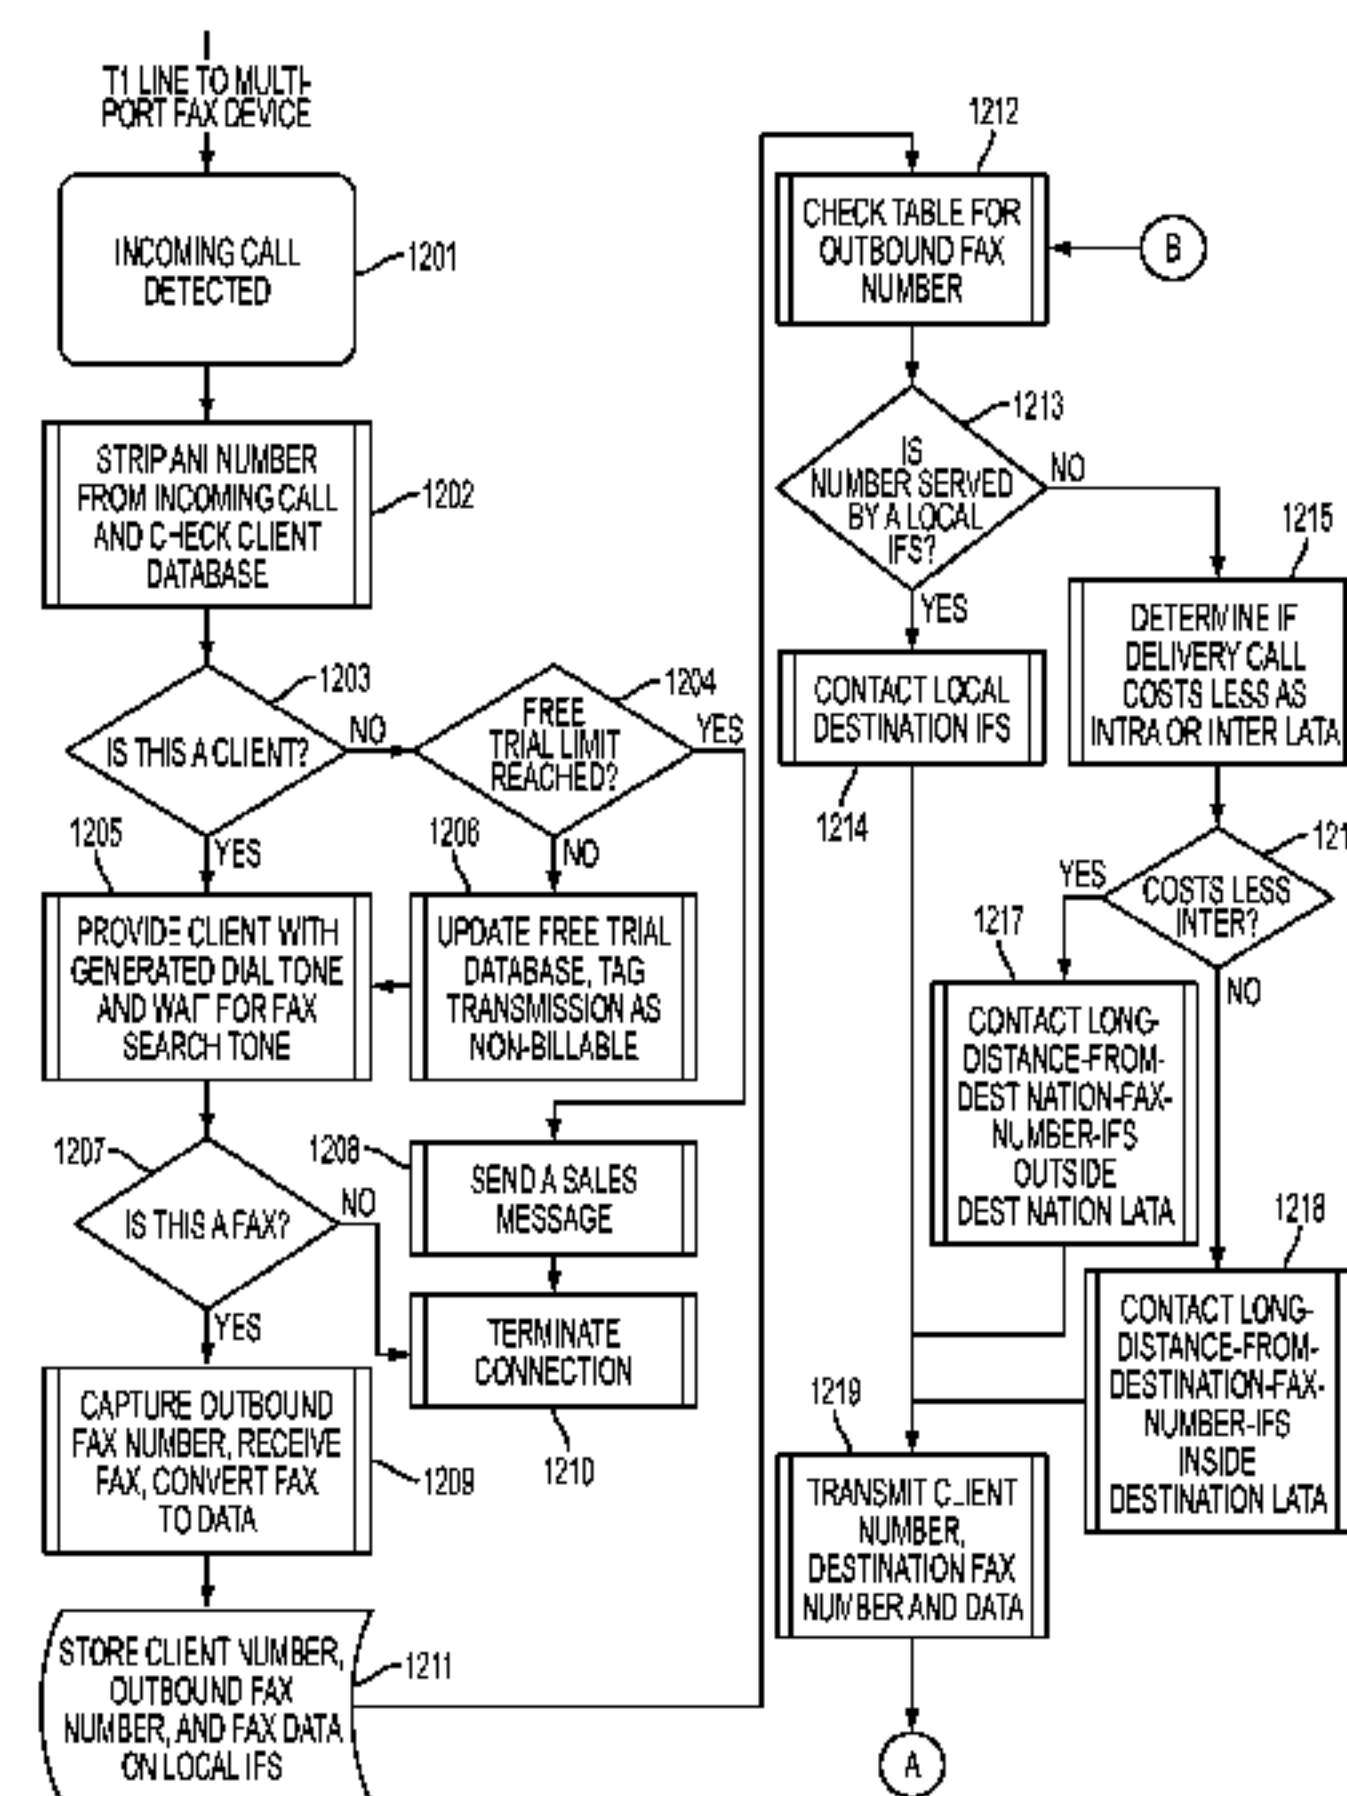 T1 LINE TO MULTI-
PORT FAX DEVICE
INCOMING CALL
DETECTED
1201
STRIP ANI NUMBER
FROM INCOMING CALL
AND CHECK CLIENT
DATABASE
1202
IS THIS A CLIENT?
1203
NO
YES
FREE
TRIAL LIMIT
REACHED?
1204
YES
NO
1205
PROVIDE CLIENT WITH
GENERATED DIAL TONE
AND WAIT FOR FAX
SEARCH TONE
1206
UPDATE FREE TRIAL
DATABASE, TAG
TRANSMISSION AS
NON-BILLABLE
1207
IS THIS A FAX?
NO
YES
1208
SEND A SALES
MESSAGE
TERMINATE
CONNECTION
1210
CAPTURE OUTBOUND
FAX NUMBER, RECEIVE
FAX, CONVERT FAX
TO DATA
1209
STORE CLIENT NUMBER,
OUTBOUND FAX
NUMBER, AND FAX DATA
ON LOCAL IFS
1211
1212
CHECK TABLE FOR
OUTBOUND FAX
NUMBER
B
1213
IS
NUMBER SERVED
BY A LOCAL
IFS?
NO
YES
CONTACT LOCAL
DESTINATION IFS
1214
1215
DETERMINE IF
DELIVERY CALL
COSTS LESS AS
INTRA OR INTER LATA
121
COSTS LESS
INTER?
YES
NO
1217
CONTACT LONG-
DISTANCE-FROM-
DESTINATION-FAX-
NUMBER-IFS
OUTSIDE
DESTINATION LATA
1218
CONTACT LONG-
DISTANCE-FROM-
DESTINATION-FAX-
NUMBER-IFS
INSIDE
DESTINATION LATA
1219
TRANSMIT CLIENT
NUMBER,
DESTINATION FAX
NUMBER AND DATA
A